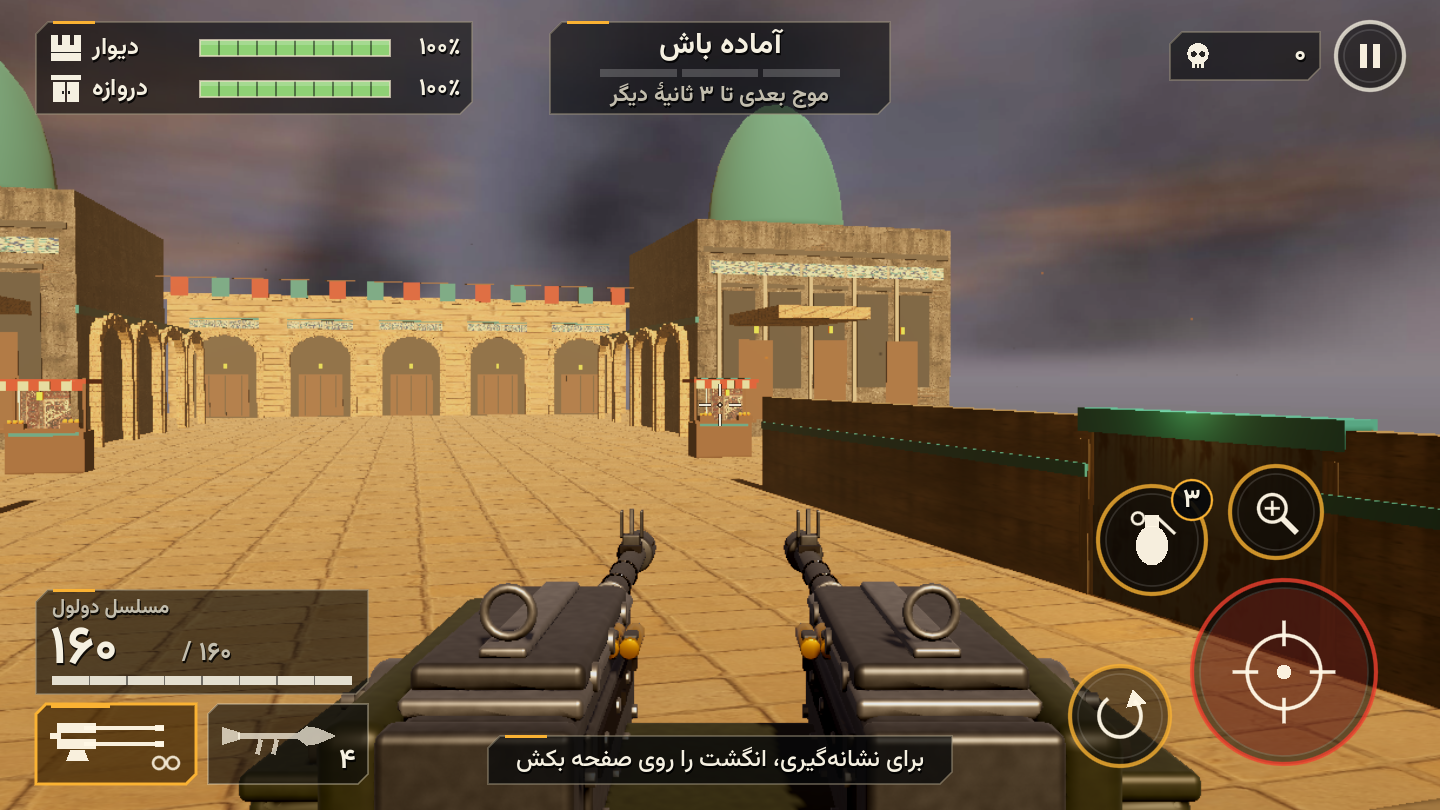 دیوار ۱۰۰٪
دروازه ۱۰۰٪
آماده باش
موج بعدی تا ۳ ثانیهٔ دیگر
۰
۳
مسلسل دولول
۱۶۰ / ۱۶۰
∞
۴
برای نشانه‌گیری، انگشت را روی صفحه بکش